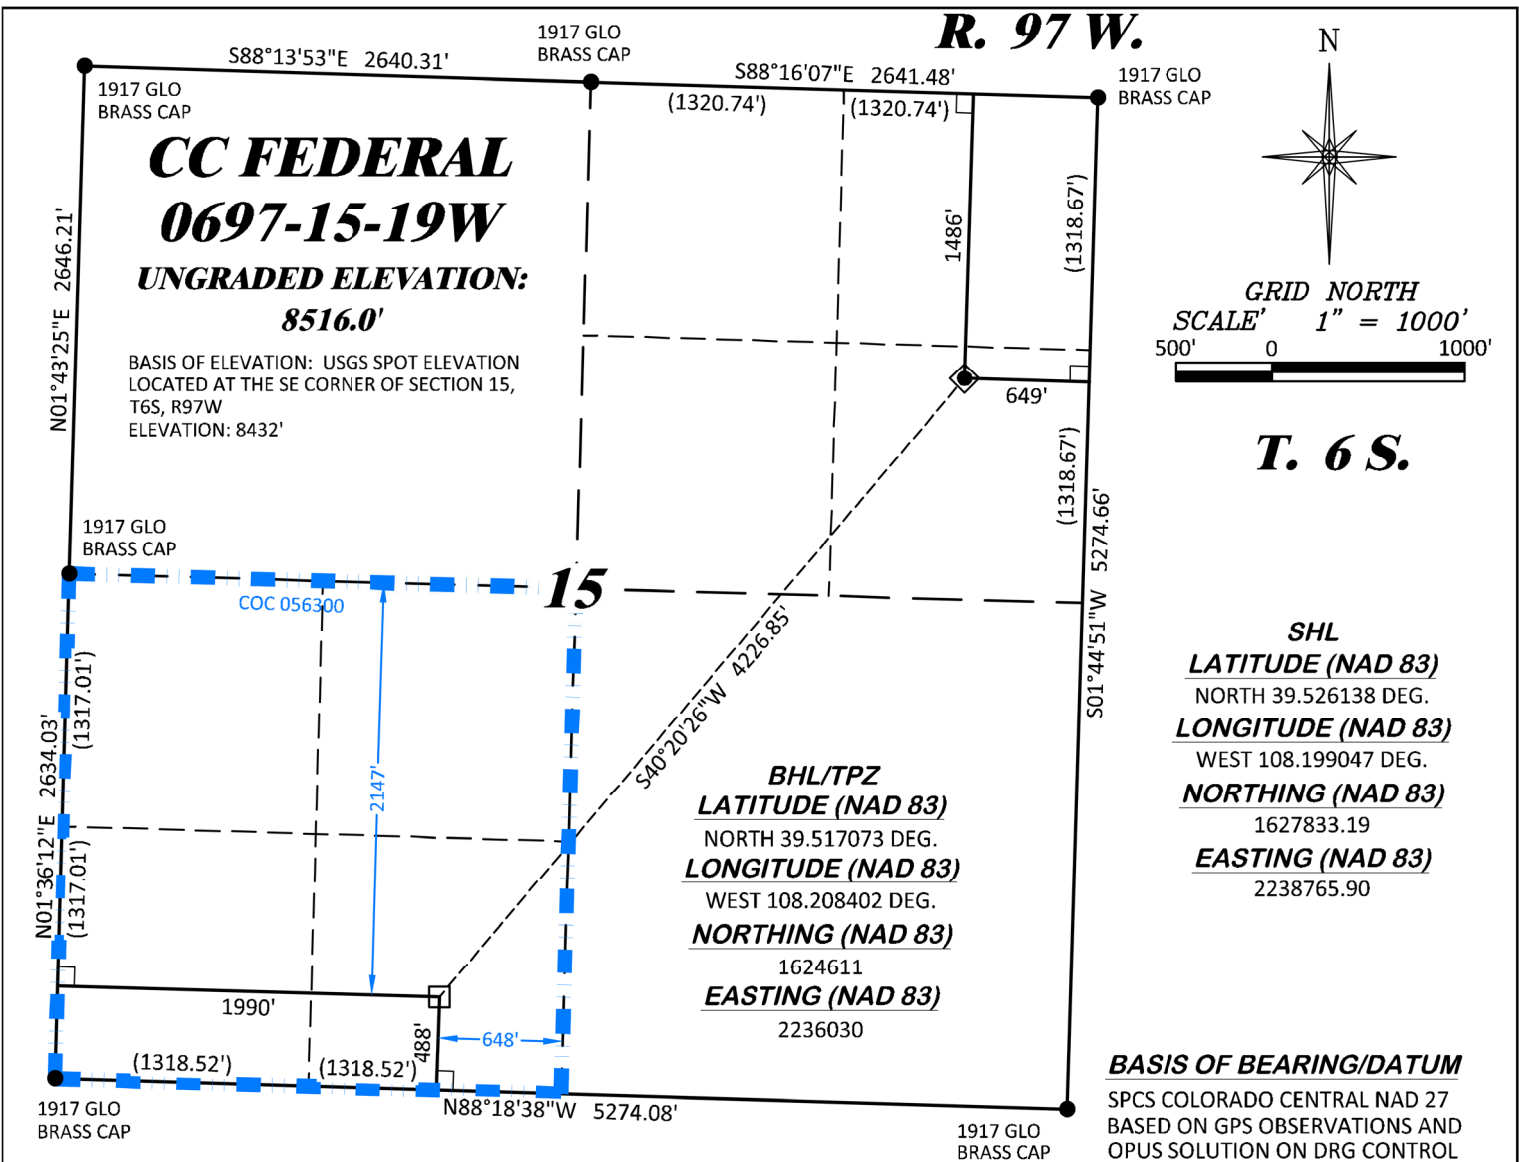 R. 97 W.
1917 GLO
BRASS CAP
S88°13'53"E 2640.31'
1917 GLO
BRASS CAP
S88°16'07"E 2641.48'
(1320.74')
(1320.74')
1917 GLO
BRASS CAP
N
CC FEDERAL
0697-15-19W
UNGRADED ELEVATION:
8516.0'
BASIS OF ELEVATION: USGS SPOT ELEVATION
LOCATED AT THE SE CORNER OF SECTION 15,
T6S, R97W
ELEVATION: 8432'
N01°43'25"E 2646.21'
1486'
(1318.67')
649'
(1318.67')
GRID NORTH
SCALE' 1" = 1000'
500' 0 1000'
T. 6 S.
1917 GLO
BRASS CAP
COC 056300
15
S01°44'51"W 5274.66'
S40°20'26"W 4226.85'
(1317.01')
N01°36'12"E 2634.03'
(1317.01')
2147'
SHL
LATITUDE (NAD 83)
NORTH 39.526138 DEG.
LONGITUDE (NAD 83)
WEST 108.199047 DEG.
NORTHING (NAD 83)
1627833.19
EASTING (NAD 83)
2238765.90
BHL/TPZ
LATITUDE (NAD 83)
NORTH 39.517073 DEG.
LONGITUDE (NAD 83)
WEST 108.208402 DEG.
NORTHING (NAD 83)
1624611
EASTING (NAD 83)
2236030
1990'
488'
648'
(1318.52')
(1318.52')
N88°18'38"W 5274.08'
1917 GLO
BRASS CAP
1917 GLO
BRASS CAP
BASIS OF BEARING/DATUM
SPCS COLORADO CENTRAL NAD 27
BASED ON GPS OBSERVATIONS AND
OPUS SOLUTION ON DRG CONTROL